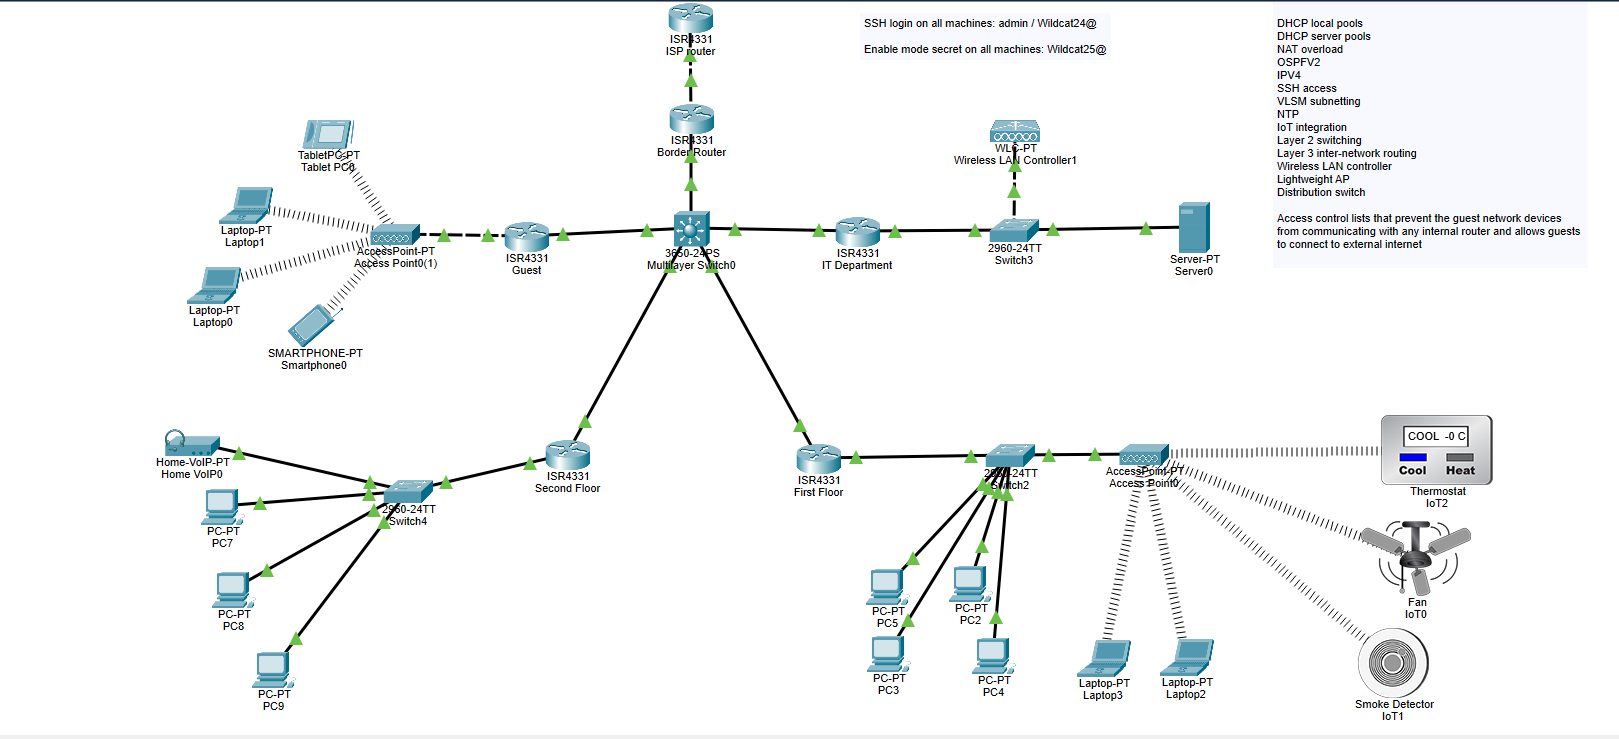 SSH login on all machines: admin / Wildcat24@
Enable mode secret on all machines: Wildcat25@
DHCP local pools
DHCP server pools
NAT overload
OSPFV2
IPV4
SSH access
VLSM subnetting
NTP
IoT integration
Layer 2 switching
Layer 3 inter-network routing
Wireless LAN controller
Lightweight AP
Distribution switch
Access control lists that prevent the guest network devices
from communicating with any internal router and allows guests
to connect to external internet
ISR4331
ISP router
ISR4331
Border Router
TabletPC-PT
Tablet PC0
WLC-PT
Wireless LAN Controller1
Laptop-PT
Laptop1
AccessPoint-PT
Access Point0(1)
ISR4331
Guest
3650-24PS
Multilayer Switch0
ISR4331
IT Department
2960-24TT
Switch3
Server-PT
Server0
Laptop-PT
Laptop0
SMARTPHONE-PT
Smartphone0
Home-VoIP-PT
Home VoIP0
ISR4331
Second Floor
ISR4331
First Floor
2960-24TT
Switch2
AccessPoint-PT
Access Point0
COOL -0 C
Cool Heat
Thermostat
IoT2
2960-24TT
Switch4
PC-PT
PC7
PC-PT
PC8
PC-PT
PC9
PC-PT
PC5
PC-PT
PC2
PC-PT
PC3
PC-PT
PC4
Laptop-PT
Laptop3
Laptop-PT
Laptop2
Fan
IoT0
Smoke Detector
IoT1